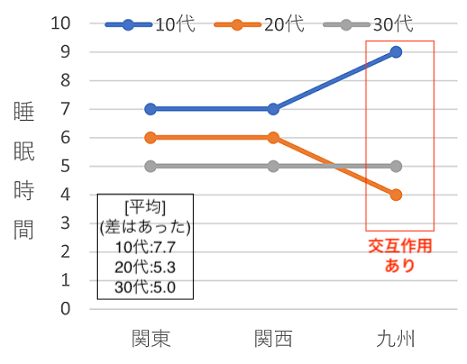 10代 20代 30代
10
9
8
7
6
5
4
3
2
1
0
睡眠時間
[平均]
(差はあった)
10代:7.7
20代:5.3
30代:5.0
交互作用
あり
関東 関西 九州